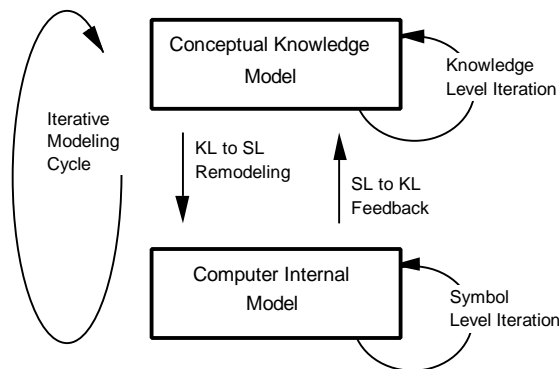 Conceptual Knowledge
Model
Knowledge
Level Iteration
Iterative
Modeling
Cycle
KL to SL
Remodeling
SL to KL
Feedback
Computer Internal
Model
Symbol
Level Iteration